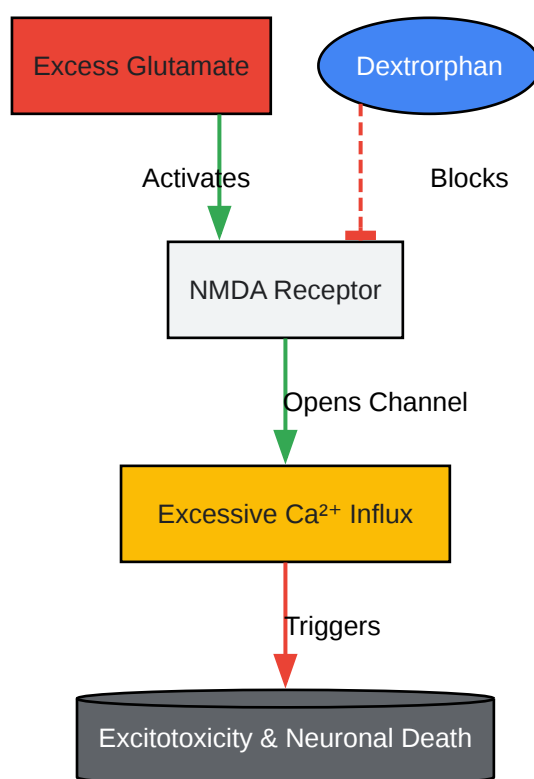 Excess Glutamate
Dextrorphan
Activates
Blocks
NMDA Receptor
Opens Channel
Excessive Ca²⁺ Influx
Triggers
Excitotoxicity & Neuronal Death